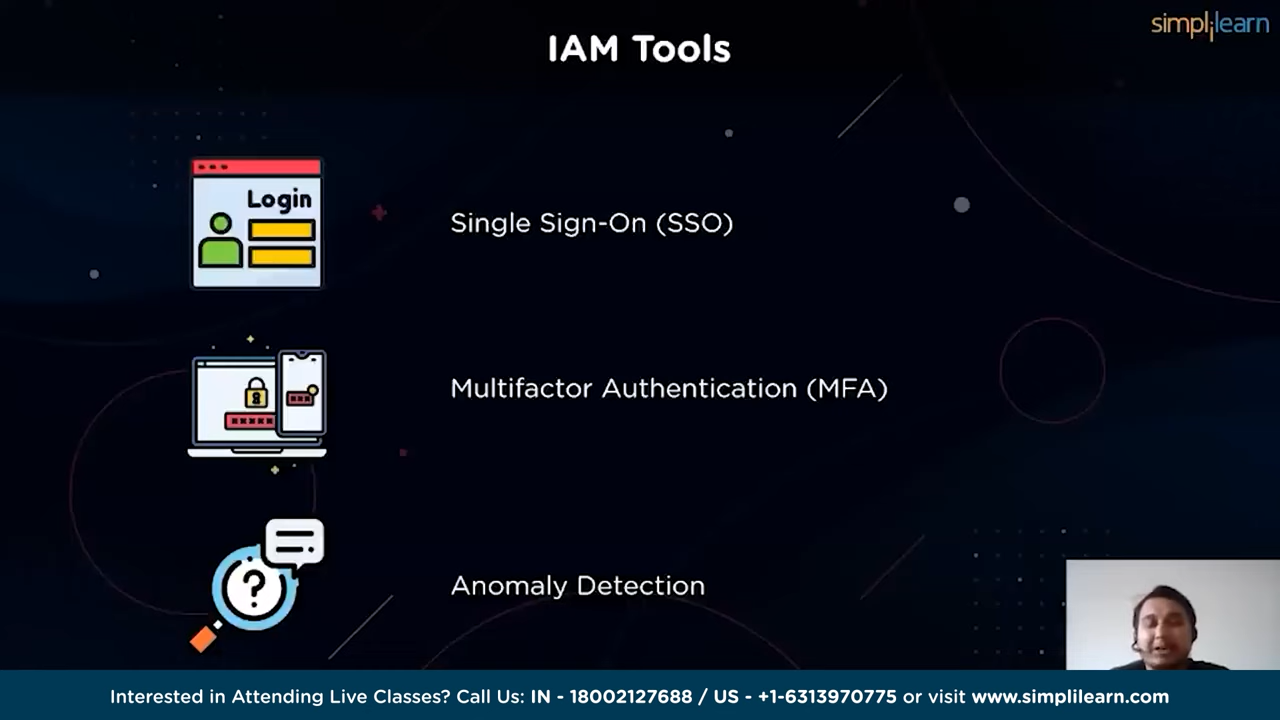 IAM Tools
simplilearn
Login
Single Sign-On (SSO)
Multifactor Authentication (MFA)
?
Anomaly Detection
Interested in Attending Live Classes? Call Us: IN - 18002127688 / US - +1-6313970775 or visit www.simplilearn.com